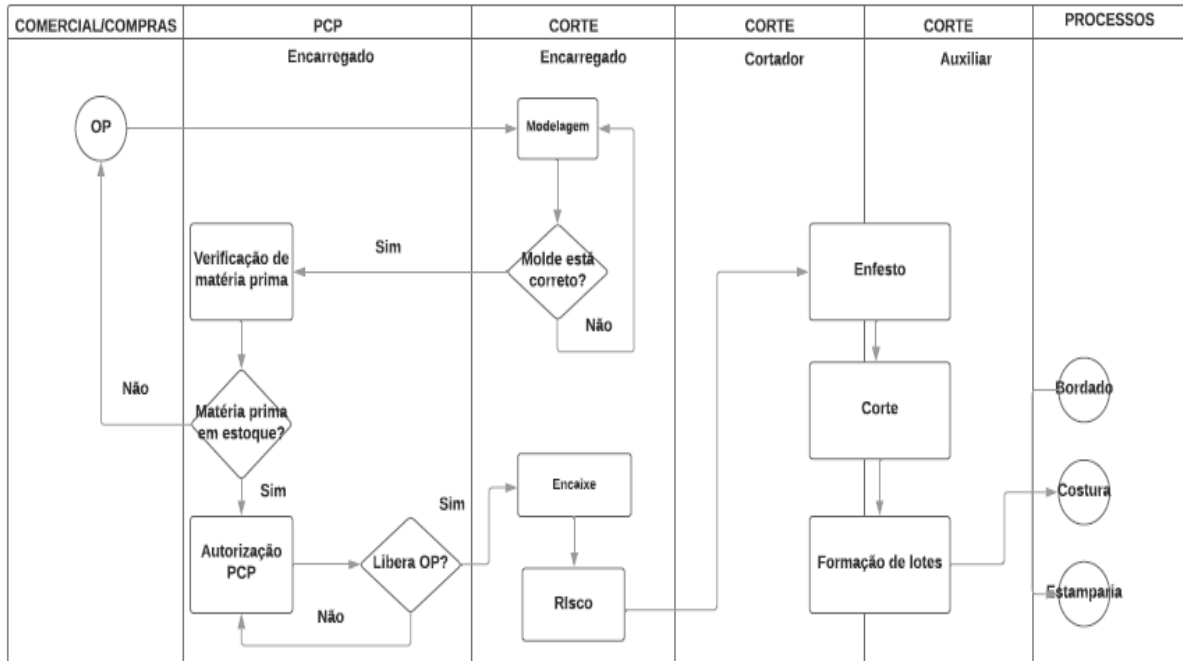 COMERCIAL/COMPRAS
PCP
CORTE
CORTE
CORTE
PROCESSOS
Encarregado
Encarregado
Cortador
Auxiliar
OP
Modelagem
Sim
Verificação de
matéria prima
Molde está
correto?
Enfesto
Não
Não
Matéria prima
em estoque?
Corte
Bordado
Sim
Sim
Encaixe
Costura
Autorização
PCP
Libera OP?
Formação de lotes
RIsco
Estamparia
Não